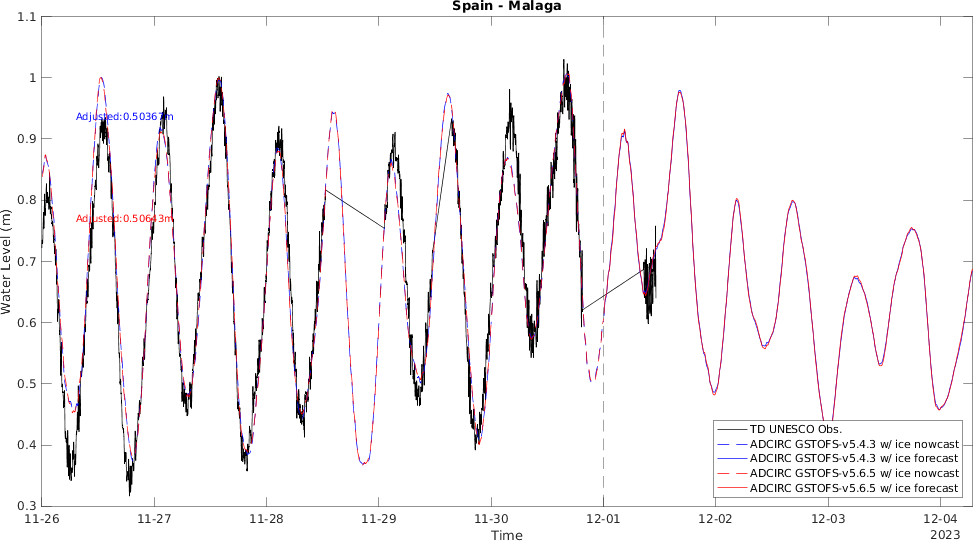 Spain - Malaga
1.1
1
0.9
0.8
0.7
0.6
0.5
0.4
0.3
Water Level (m)
Adjusted:0.50367m
Adjusted:0.50643m
TD UNESCO Obs.
ADCIRC GSTOFS-v5.4.3 w/ ice nowcast
ADCIRC GSTOFS-v5.4.3 w/ ice forecast
ADCIRC GSTOFS-v5.6.5 w/ ice nowcast
ADCIRC GSTOFS-v5.6.5 w/ ice forecast
11-26 11-27 11-28 11-29 11-30 12-01 12-02 12-03 12-04
Time
2023